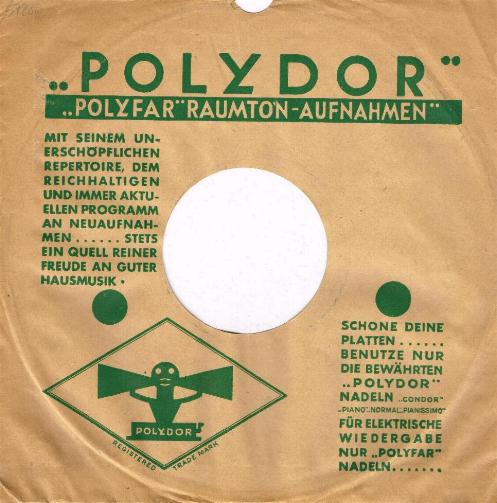 „POLYDOR"
„POLYFAR" RAUMTON-AUFNAHMEN"
MIT SEINEM UN-
ERSCHÖPFLICHEN
REPERTOIRE, DEM
REICHHALTIGEN
UND IMMER AKTU-
ELLEN PROGRAMM
AN NEUAUFNAH-
MEN ...... STETS
EIN QUELL REINER
FREUDE AN GUTER
HAUSMUSIK •
POLYDOR
REGISTERED TRADE MARK
SCHONE DEINE
PLATTEN ......
BENUTZE NUR
DIE BEWÄHRTEN
„POLYDOR"
NADELN „CONDOR"
„PIANO", NORMAL, „PIANISSIMO"
FÜR ELEKTRISCHE
WIEDERGABE
NUR „POLYFAR"
NADELN.......